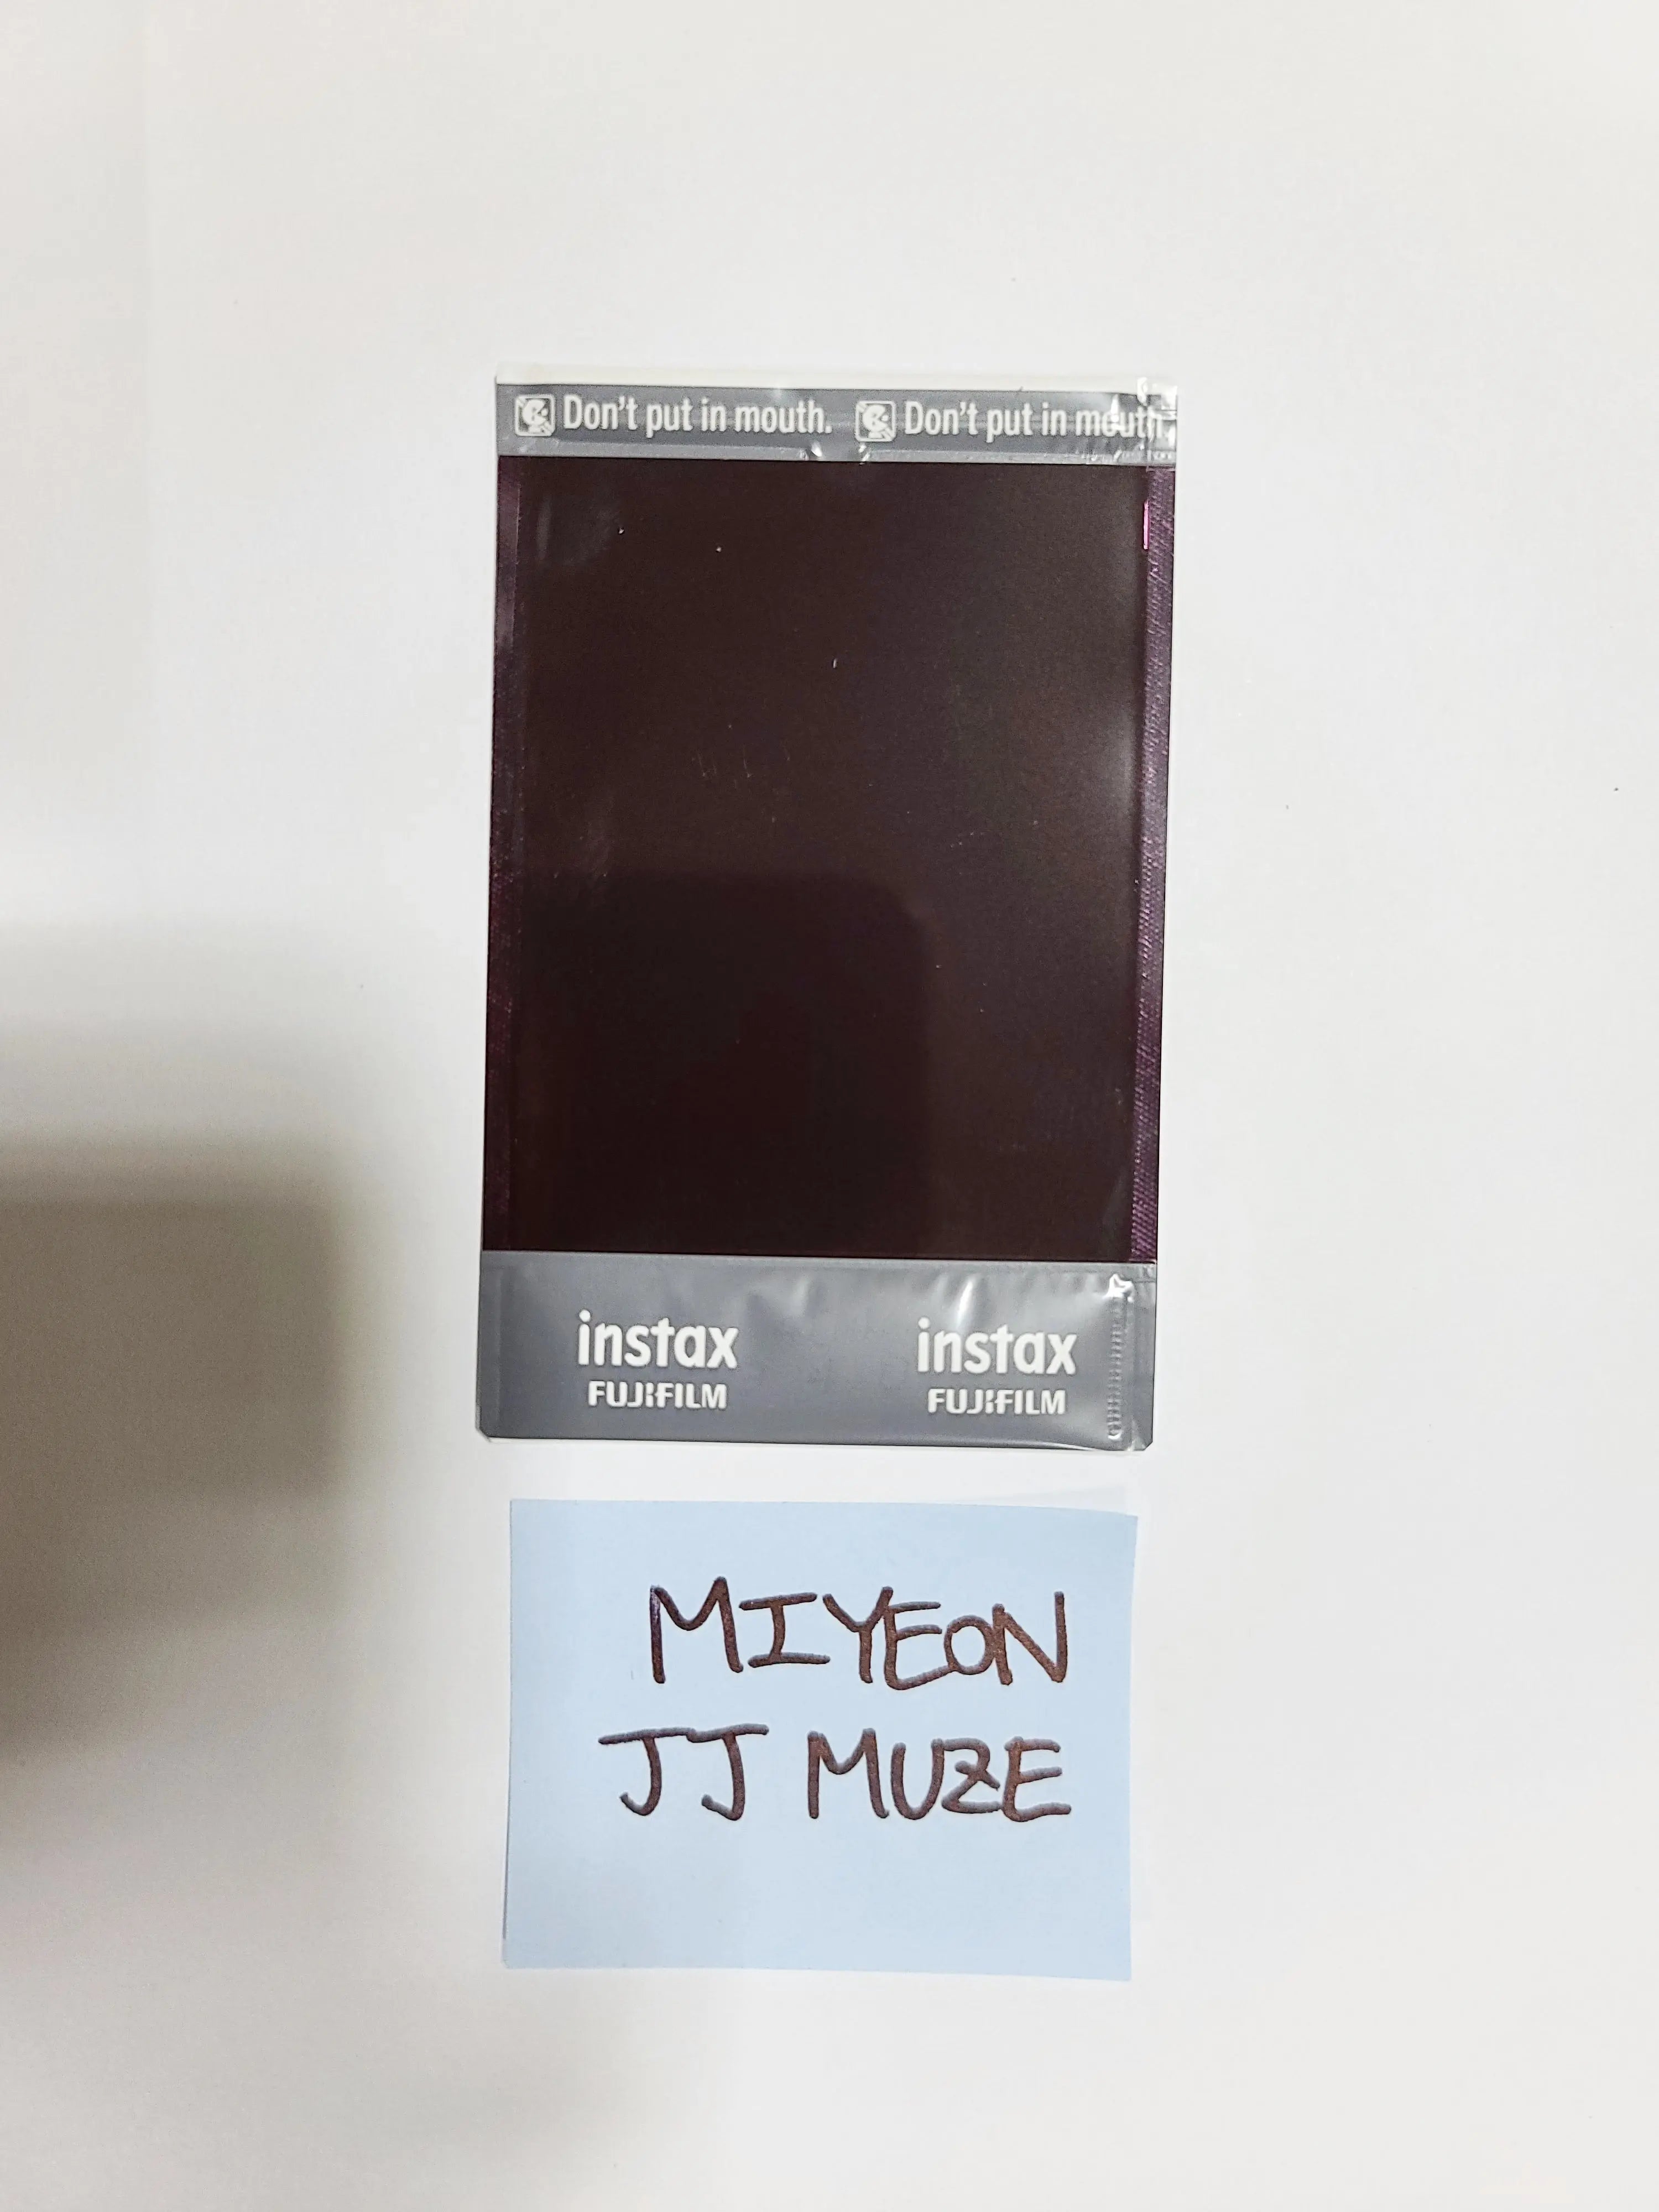 Don't put in mouth. Don't put in mouth.
instax instax
FUJIFILM FUJIFILM
MIYEON
JJ MUZE